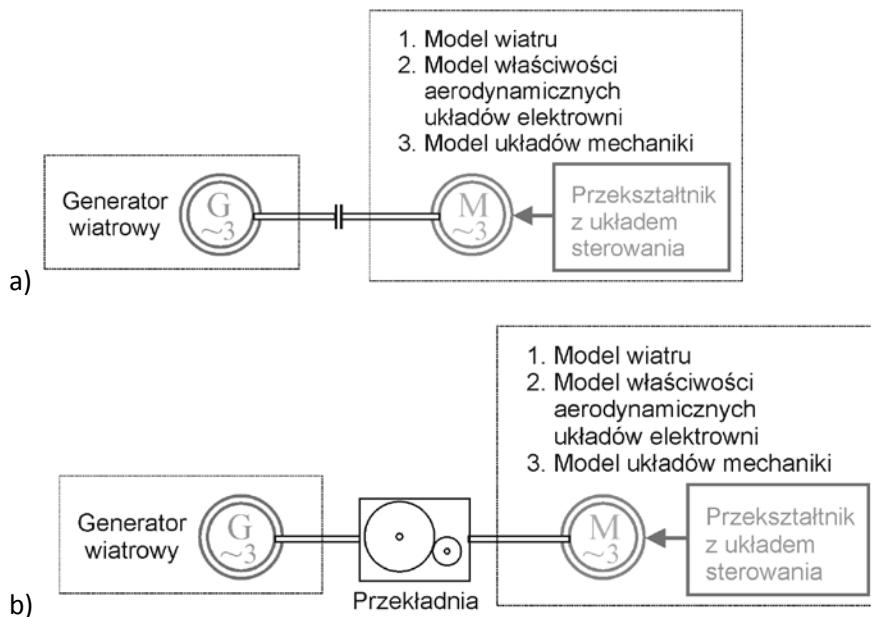 1. Model wiatru
2. Model właściwości
aerodynamicznych
układów elektrowni
3. Model układów mechaniki
Generator
wiatrowy
G
~3
M
~3
Przekształtnik
z układem
sterowania
a)
1. Model wiatru
2. Model właściwości
aerodynamicznych
układów elektrowni
3. Model układów mechaniki
Generator
wiatrowy
G
~3
M
~3
Przekształtnik
z układem
sterowania
Przekładnia
b)